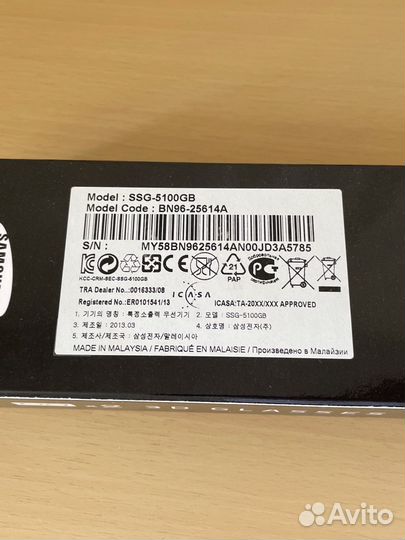 Model : SSG-5100GB
Model Code : BN96-25614A
S/N : MY58BN9625614AN00JD3A5785
KCC-CRM-SEC-SSG-5100GB
21
PAP
TRA Dealer No.:0016333/08
Registered No.:ER0101541/13
ICASA
ICASA:TA-20XX/XXX APPROVED
1. 기기의 명칭 : 특정소출력 무선기기 2. 모델 : SSG-5100GB
3. 제조일 : 2013.03 4. 상호명 : 삼성전자(주)
5. 제조사/제조국 : 삼성전자/말레이시아
MADE IN MALAYSIA / FABRIQUÉ EN MALAISIE / Произведено в Малайзии
3D GLASSES
Avito